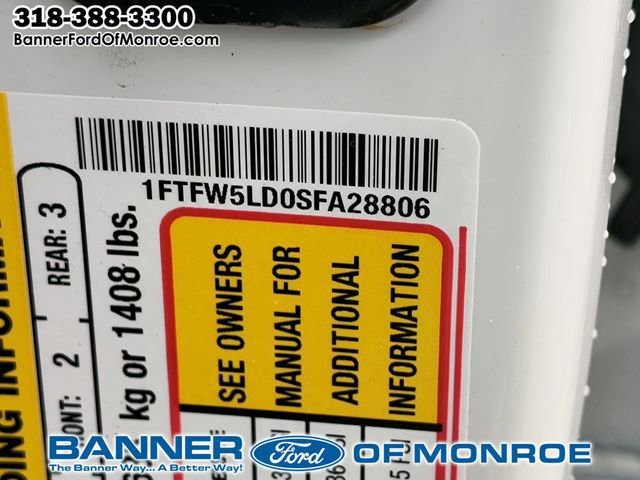 318-388-3300
BannerFordOfMonroe.com
1FTFW5LD0SFA28806
REAR: 3
2
kg or 1408 lbs.
SEE OWNERS
MANUAL FOR
ADDITIONAL
INFORMATION
BANNER Ford OF MONROE
The Banner Way... A Better Way!